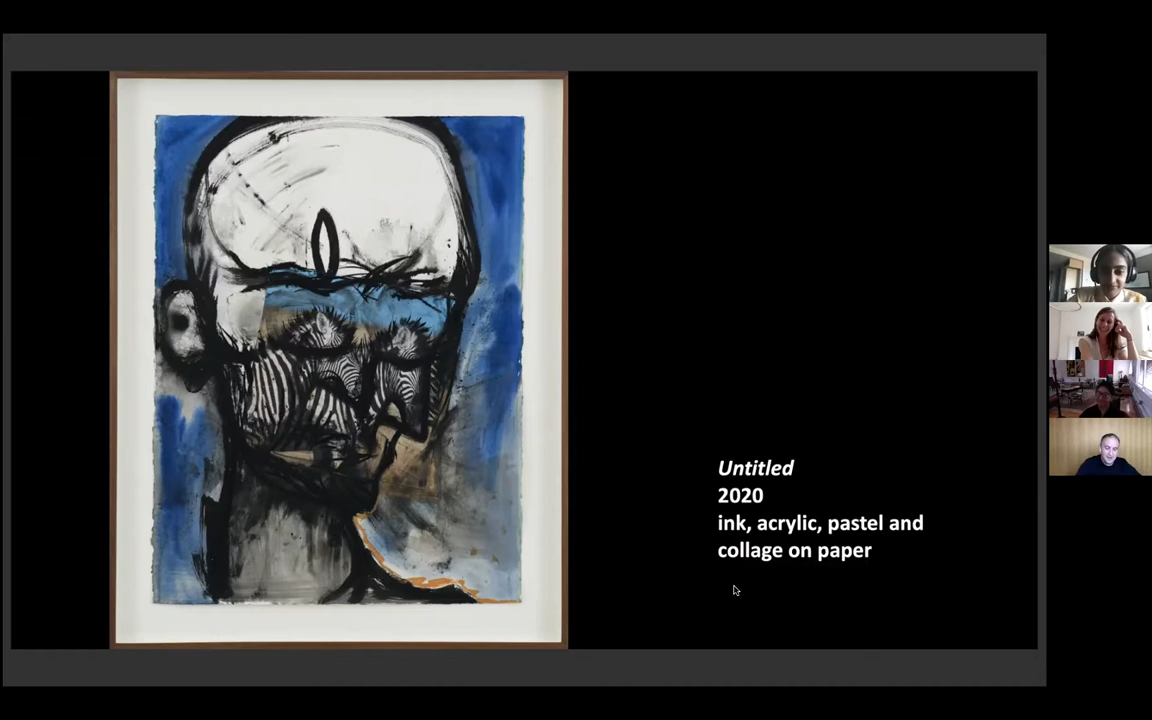 Untitled
2020
ink, acrylic, pastel and
collage on paper